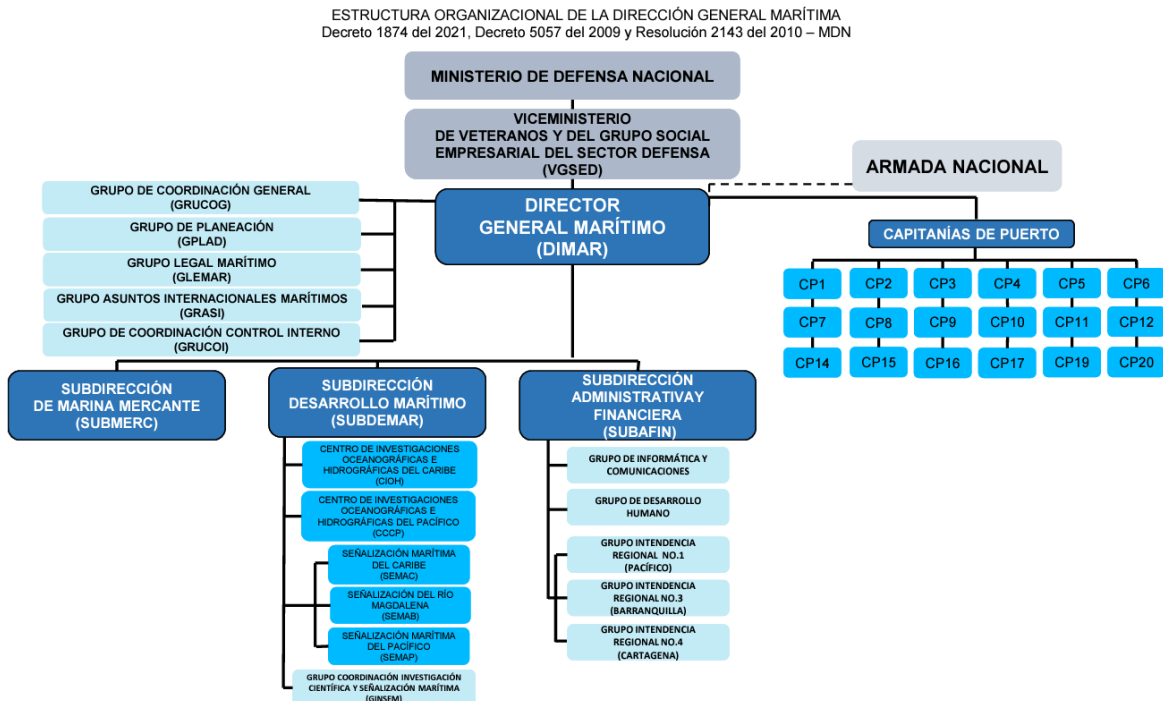 ESTRUCTURA ORGANIZACIONAL DE LA DIRECCIÓN GENERAL MARÍTIMA
Decreto 1874 del 2021, Decreto 5057 del 2009 y Resolución 2143 del 2010 – MDN
MINISTERIO DE DEFENSA NACIONAL
VICEMINISTERIO
DE VETERANOS Y DEL GRUPO SOCIAL
EMPRESARIAL DEL SECTOR DEFENSA
(VGSED)
ARMADA NACIONAL
DIRECTOR
GENERAL MARÍTIMO
(DIMAR)
GRUPO DE COORDINACIÓN GENERAL
(GRUCOG)
GRUPO DE PLANEACIÓN
(GPLAD)
GRUPO LEGAL MARÍTIMO
(GLEMAR)
GRUPO ASUNTOS INTERNACIONALES MARÍTIMOS
(GRASI)
GRUPO DE COORDINACIÓN CONTROL INTERNO
(GRUCOI)
CAPITANÍAS DE PUERTO
CP1 CP2 CP3 CP4 CP5 CP6
CP7 CP8 CP9 CP10 CP11 CP12
CP14 CP15 CP16 CP17 CP19 CP20
SUBDIRECCIÓN
DE MARINA MERCANTE
(SUBMERC)
SUBDIRECCIÓN
DESARROLLO MARÍTIMO
(SUBDEMAR)
CENTRO DE INVESTIGACIONES
OCEANOGRÁFICAS E
HIDROGRÁFICAS DEL CARIBE
(CIOH)
CENTRO DE INVESTIGACIONES
OCEANOGRÁFICAS E
HIDROGRÁFICAS DEL PACÍFICO
(CCCP)
SEÑALIZACIÓN MARÍTIMA
DEL CARIBE
(SEMAC)
SEÑALIZACIÓN DEL RÍO
MAGDALENA
(SEMAB)
SEÑALIZACIÓN MARÍTIMA
DEL PACÍFICO
(SEMAP)
GRUPO COORDINACIÓN INVESTIGACIÓN
CIENTÍFICA Y SEÑALIZACIÓN MARÍTIMA
(GINSEM)
SUBDIRECCIÓN
ADMINISTRATIVAY
FINANCIERA
(SUBAFIN)
GRUPO DE INFORMÁTICA Y
COMUNICACIONES
GRUPO DE DESARROLLO
HUMANO
GRUPO INTENDENCIA
REGIONAL NO.1
(PACÍFICO)
GRUPO INTENDENCIA
REGIONAL NO.3
(BARRANQUILLA)
GRUPO INTENDENCIA
REGIONAL NO.4
(CARTAGENA)